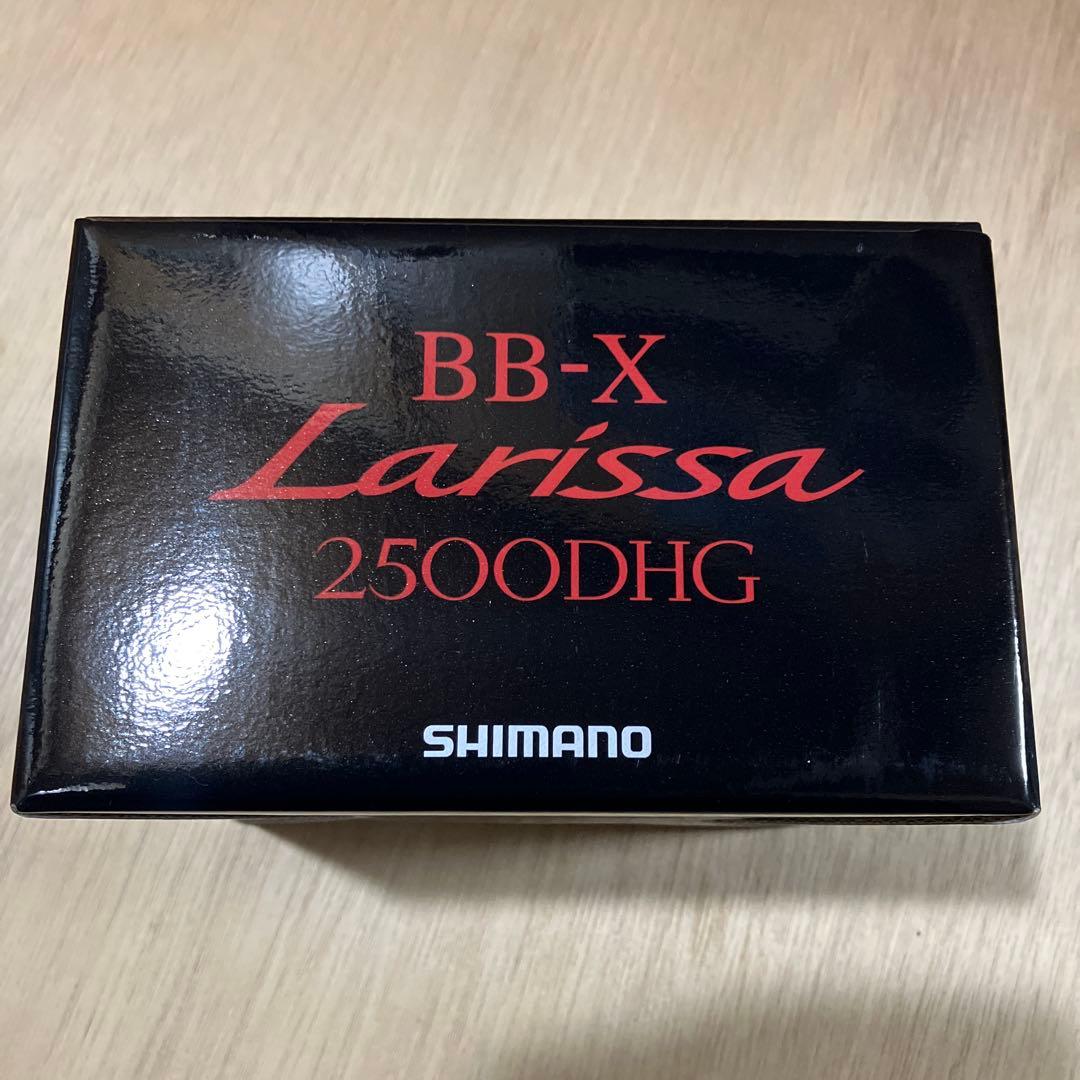 BB-X
Larissa
2500DHG
SHIMANO